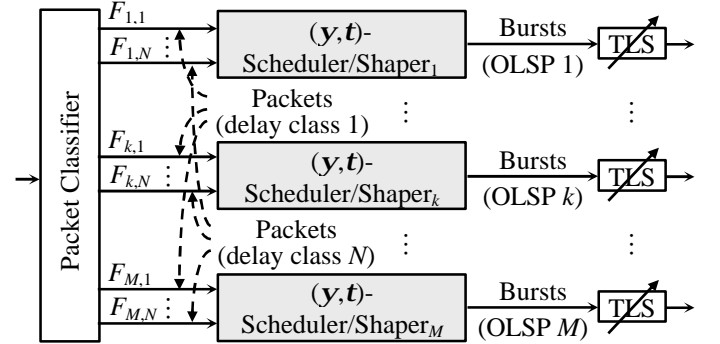 F1,1
(y,t)-
Scheduler/Shaper1
Bursts
(OLSP 1)
TLS
F1,N ⋮
Packets
(delay class 1)
⋮
⋮
Packet Classifier
Fk,1
Fk,N ⋮
(y,t)-
Scheduler/Shaperk
Bursts
(OLSP k)
TLS
Packets
(delay class N)
⋮
⋮
FM,1
FM,N ⋮
(y,t)-
Scheduler/ShaperM
Bursts
(OLSP M)
TLS